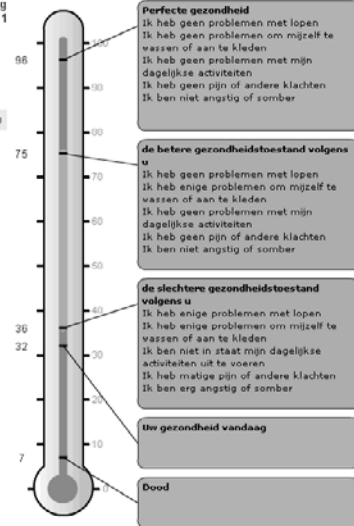 g
1
Perfecte gezondheid
Ik heb geen problemen met lopen
Ik heb geen problemen om mijzelf te
wassen of aan te kleden
Ik heb geen problemen met mijn
dagelijkse activiteiten
Ik heb geen pijn of andere klachten
Ik ben niet angstig of somber
de betere gezondheidstoestand volgens
u
Ik heb geen problemen met lopen
Ik heb enige problemen om mijzelf te
wassen of aan te kleden
Ik heb geen problemen met mijn
dagelijkse activiteiten
Ik heb geen pijn of andere klachten
Ik ben niet angstig of somber
de slechtere gezondheidstoestand
volgens u
Ik heb enige problemen met lopen
Ik heb enige problemen om mijzelf te
wassen of aan te kleden
Ik ben niet in staat mijn dagelijkse
activiteiten uit te voeren
Ik heb matige pijn of andere klachten
Ik ben erg angstig of somber
Uw gezondheid vandaag
Dood
96
75
36
32
7
100
90
80
70
60
50
40
30
20
10
0